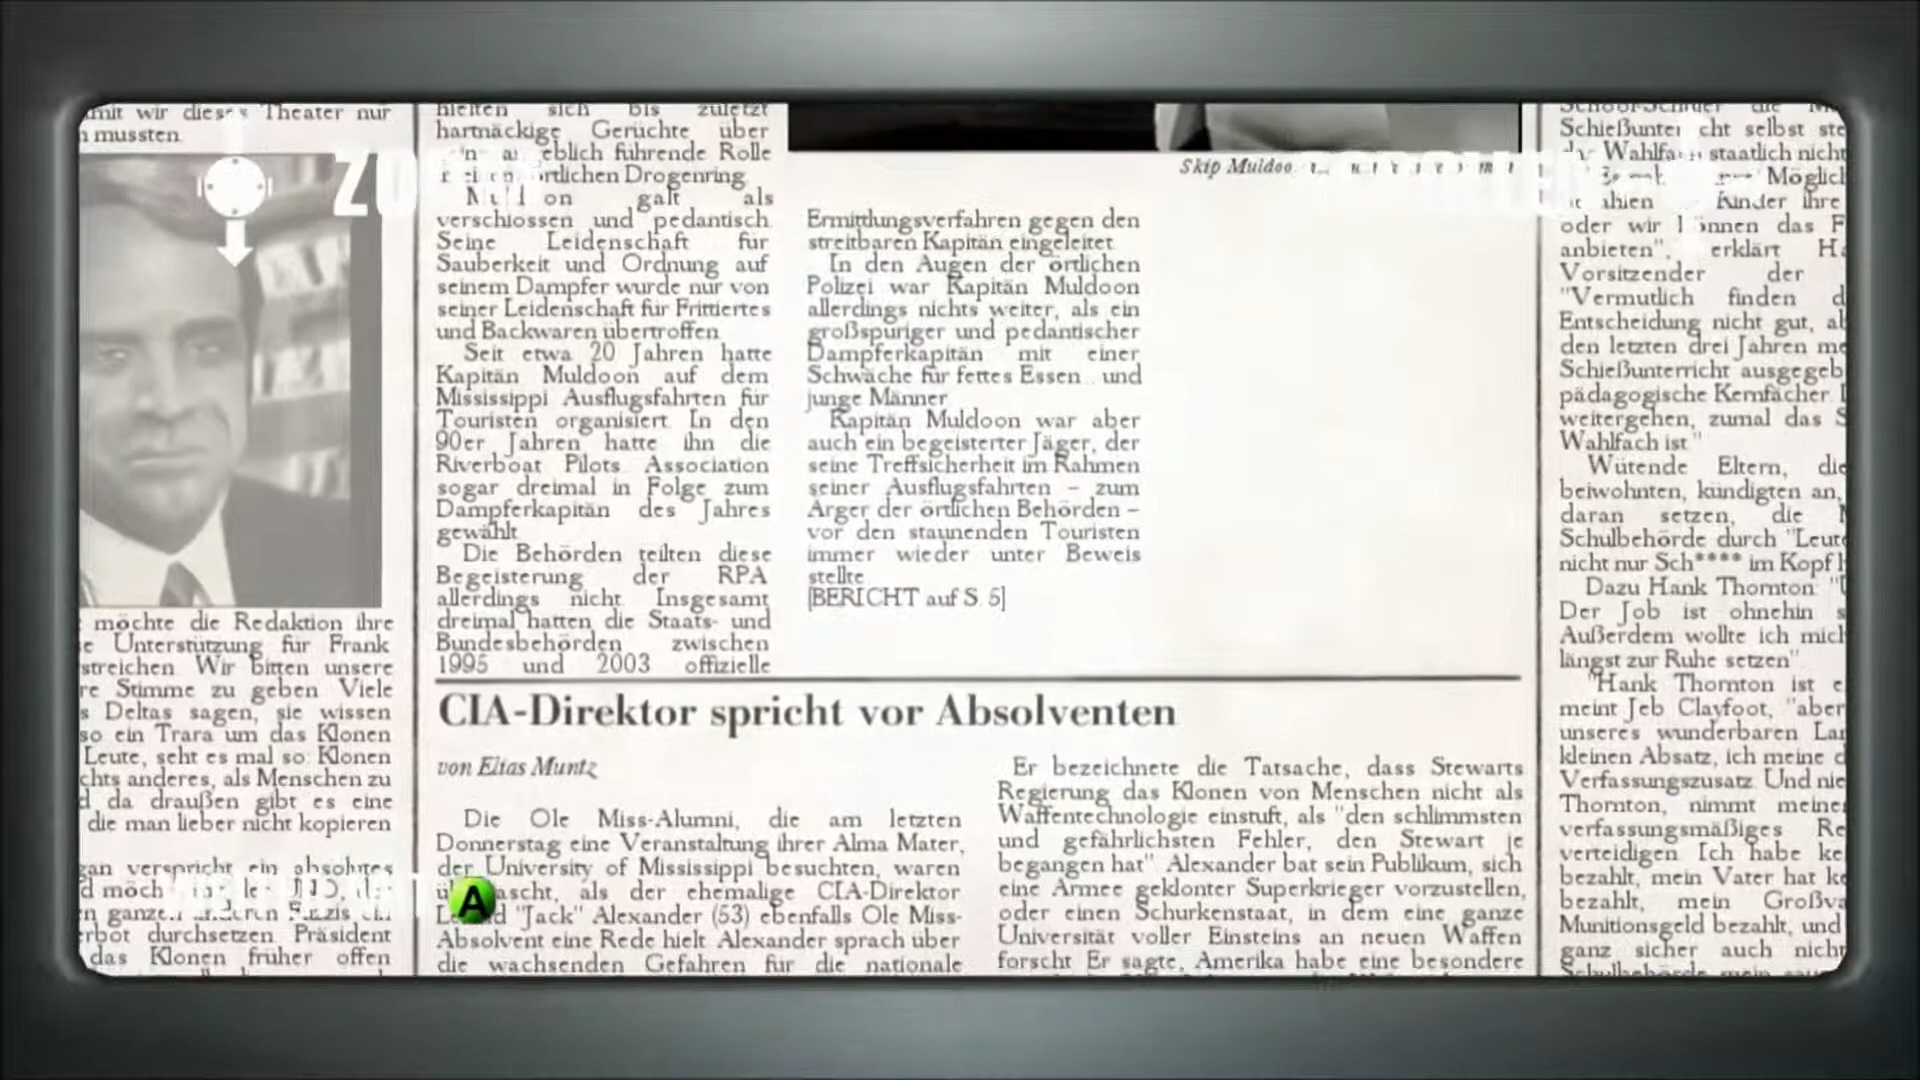 mit wir dieses Theater nur
mussten.
möchte die Redaktion ihre
Unterstützung für Frank
streichen. Wir bitten unsere
Stimme zu geben. Viele
Deltas sagen, sie wissen
so ein Trara um das Klonen
Leute, seht es mal so: Klonen
anderes, als Menschen zu
da draußen gibt es eine
die man lieber nicht kopieren
verspricht ein absolutes
ganzen anderen
durchsetzen. Präsident
das Klonen früher offen
hielten sich bis zuletzt
hartnäckige Gerüchte über
führende Rolle
örtlichen Drogenring.
galt als
verschlossen und pedantisch.
Seine Leidenschaft für
Sauberkeit und Ordnung auf
seinem Dampfer wurde nur von
seiner Leidenschaft für Frittiertes
und Backwaren übertroffen.
Seit etwa 20 Jahren hatte
Kapitän Muldoon auf dem
Mississippi Ausflugsfahrten für
Touristen organisiert. In den
90er Jahren hatte ihn die
Riverboat Pilots Association
sogar dreimal in Folge zum
Dampferkapitän des Jahres
gewählt.
Die Behörden teilten diese
Begeisterung der RPA
allerdings nicht. Insgesamt
dreimal hatten die Staats- und
Bundesbehörden zwischen
1995 und 2003 offizielle
Skip Muldoo
Ermittlungsverfahren gegen den
streitbaren Kapitän eingeleitet.
In den Augen der örtlichen
Polizei war Kapitän Muldoon
allerdings nichts weiter, als ein
großspuriger und pedantischer
Dampferkapitän mit einer
Schwäche für fettes Essen... und
junge Männer.
Kapitän Muldoon war aber
auch ein begeisterter Jäger, der
seine Treffsicherheit im Rahmen
seiner Ausflugsfahrten - zum
Ärger der örtlichen Behörden -
vor den staunenden Touristen
immer wieder unter Beweis
stellte.
[BERICHT auf S. 5]
CIA-Direktor spricht vor Absolventen
von Elias Muntz
Die Ole Miss-Alumni, die am letzten
Donnerstag eine Veranstaltung ihrer Alma Mater,
der University of Mississippi besuchten, waren
als der ehemalige CIA-Direktor
A
"Jack" Alexander (53) ebenfalls Ole Miss-
Absolvent eine Rede hielt. Alexander sprach über
die wachsenden Gefahren für die nationale
Er bezeichnete die Tatsache, dass Stewarts
Regierung das Klonen von Menschen nicht als
Waffentechnologie einstuft, als "den schlimmsten
und gefährlichsten Fehler, den Stewart je
begangen hat". Alexander bat sein Publikum, sich
eine Armee geklonter Superkrieger vorzustellen,
oder einen Schurkenstaat, in dem eine ganze
Universität voller Einsteins an neuen Waffen
forscht. Er sagte, Amerika habe eine besondere
Schießunterricht selbst
Wahlfach staatlich nicht
Möglich
Kinder ihre
oder wir können das F
anbieten", erklärt Ha
Vorsitzender der
"Vermutlich finden d
Entscheidung nicht gut, ab
den letzten drei Jahren me
Schießunterricht ausgegeb
pädagogische Kernfächer
weitergehen, zumal das S
Wahlfach ist."
Wütende Eltern, die
beiwohnten, kündigten an,
daran setzen, die
Schulbehörde durch "Leute
nicht nur Sch**** im Kopf h
Dazu Hank Thornton: "
Der Job ist ohnehin s
Außerdem wollte ich mich
längst zur Ruhe setzen"
"Hank Thornton ist e
meint Jeb Clayfoot, "aber
unseres wunderbaren Lan
kleinen Absatz, ich meine d
Verfassungszusatz. Und nie
Thornton, nimmt meine
verfassungsmäßiges Re
verteidigen. Ich habe ke
bezahlt, mein Vater hat ke
bezahlt, mein Großva
Munitionsgeld bezahlt, und
ganz sicher auch nicht